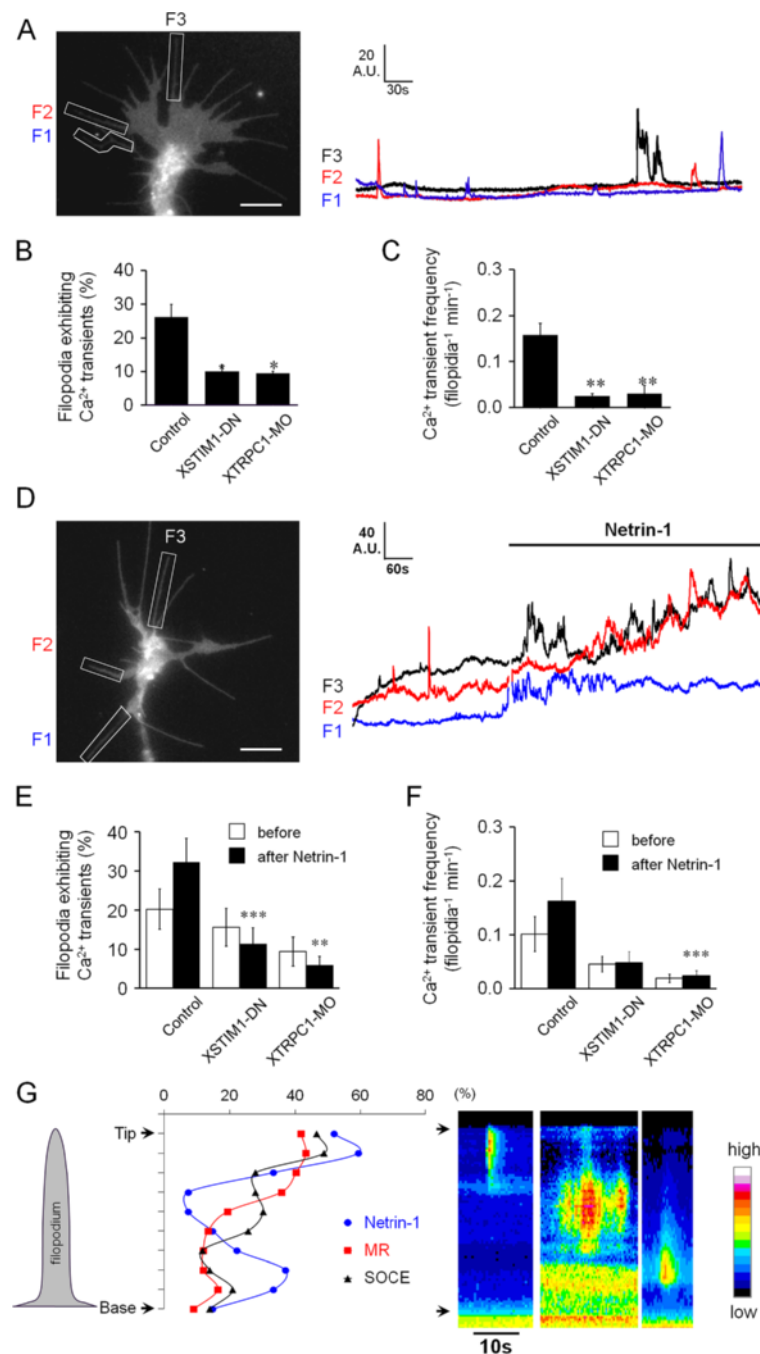 A
F3
F2
F1
20
A.U.
30s
F3
F2
F1
B
Filopodia exhibiting
Ca2+ transients (%)
40
30
20
10
0
Control
XSTIM1-DN
XTRPC1-MO
*
*
C
Ca2+ transient frequency
(filopidia-1 min-1)
0.3
0.2
0.1
0.0
**
**
Control
XSTIM1-DN
XTRPC1-MO
D
F3
F2
F1
40
A.U.
60s
Netrin-1
F3
F2
F1
E
Filopodia exhibiting
Ca2+ transients (%)
40
30
20
10
0
before
after Netrin-1
***
**
Control
XSTIM1-DN
XTRPC1-MO
F
Ca2+ transient frequency
(filopidia-1 min-1)
0.3
0.2
0.1
0.0
before
after Netrin-1
***
Control
XSTIM1-DN
XTRPC1-MO
G
0 20 40 60 80 (%)
Tip
Base
filopodium
Netrin-1
MR
SOCE
10s
high
low